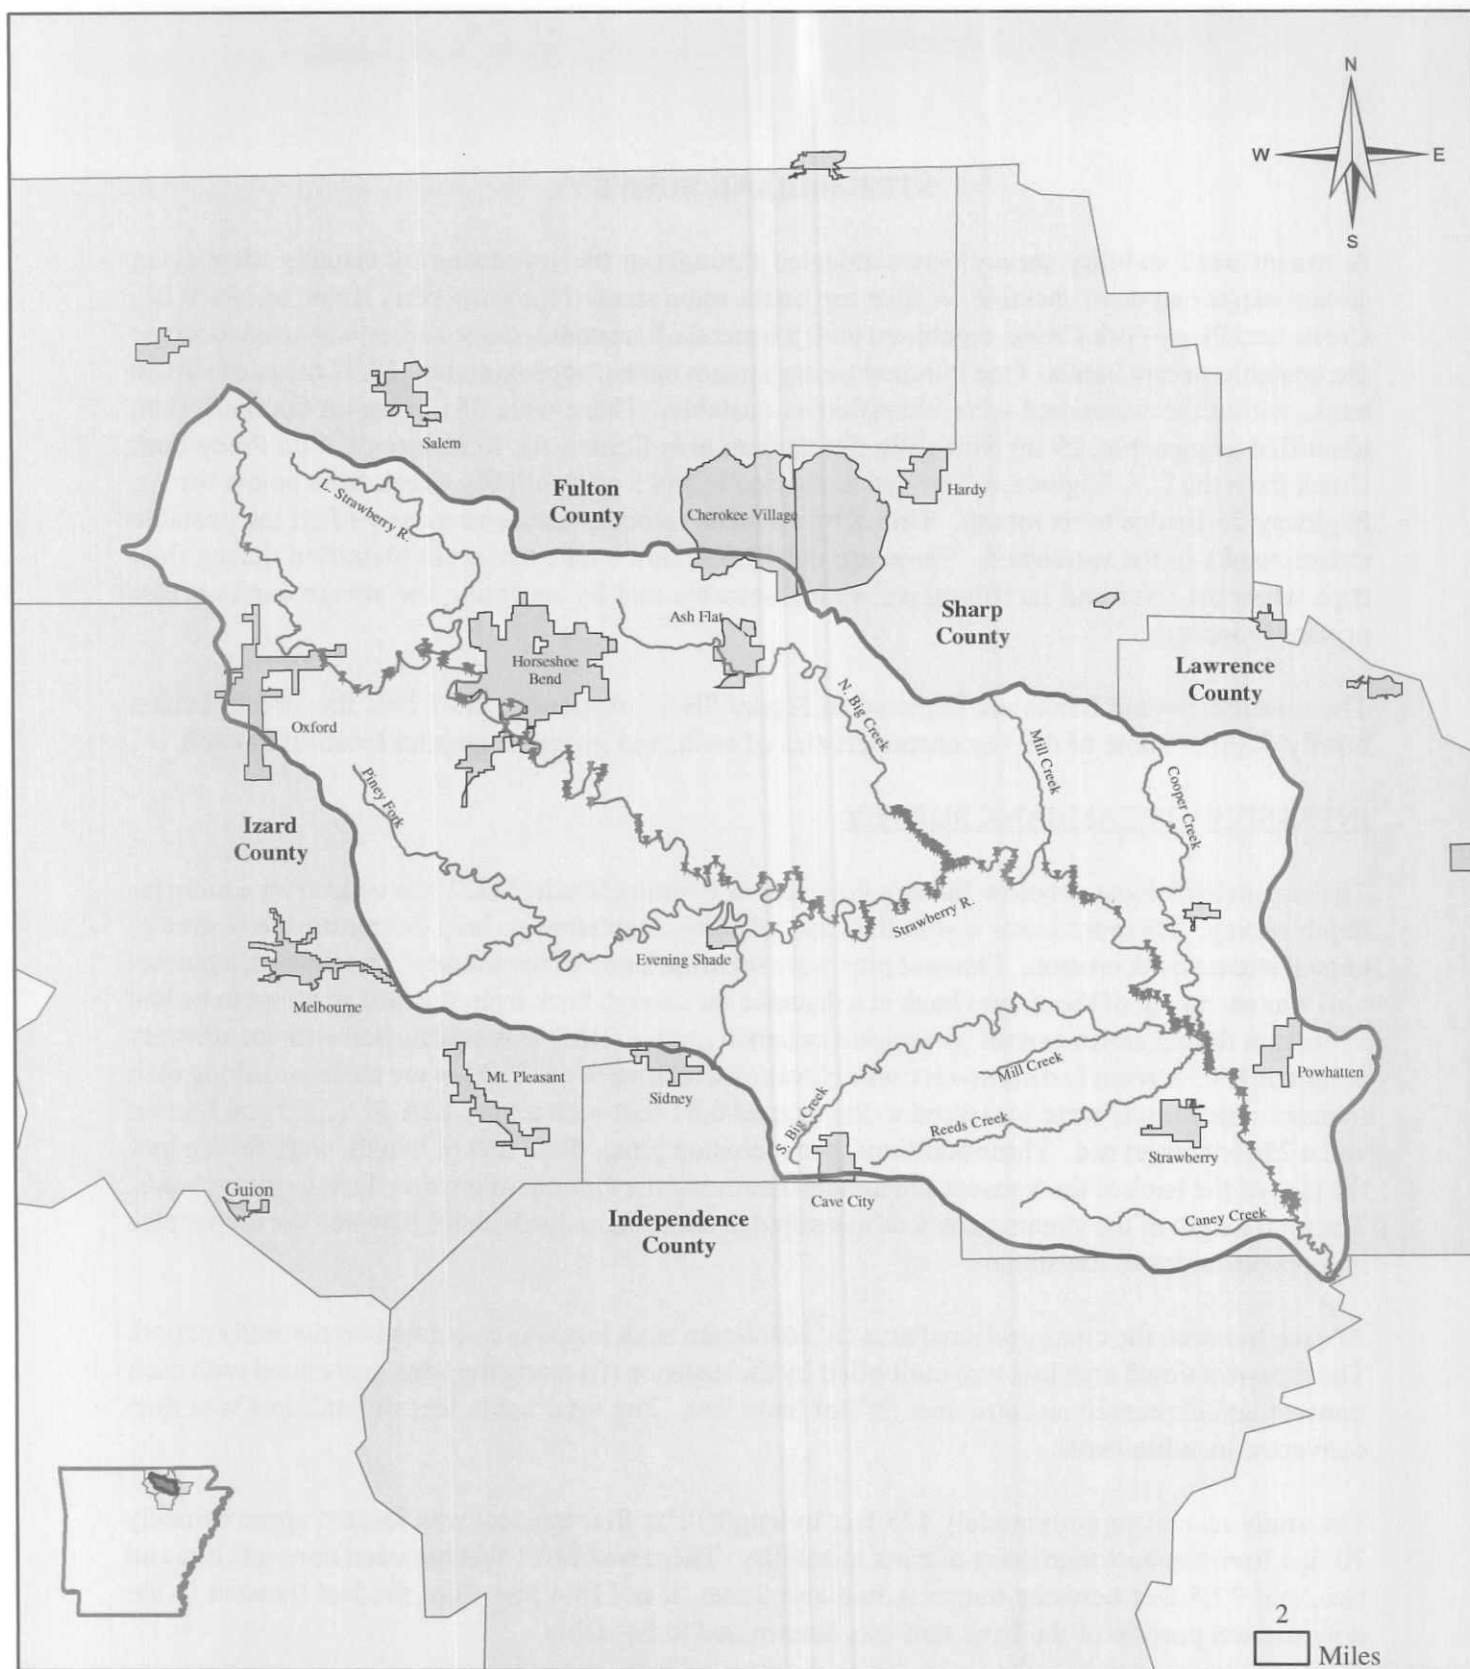 N
W E
S
Salem
L. Strawberry R.
Fulton
County
Cherokee Village
Hardy
Ash Flat
Sharp
County
Horseshoe
Bend
Lawrence
County
Oxford
N. Big Creek
Mill Creek
Cooper Creek
Piney Fork
Izard
County
Strawberry R.
Evening Shade
Melbourne
Mt. Pleasant
Sidney
Mill Creek
Powhatten
S. Big Creek
Reeds Creek
Strawberry
Guion
Cave City
Independence
County
Caney Creek
2
Miles